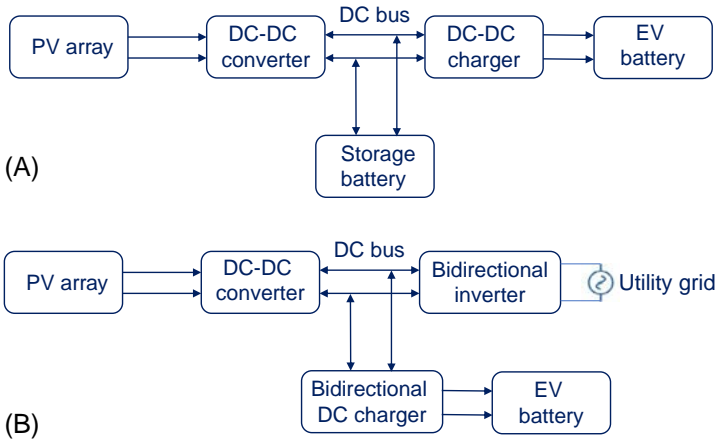 DC bus
PV array
DC-DC
converter
DC-DC
charger
EV
battery
Storage
battery
(A)
DC bus
PV array
DC-DC
converter
Bidirectional
inverter
Utility grid
Bidirectional
DC charger
EV
battery
(B)